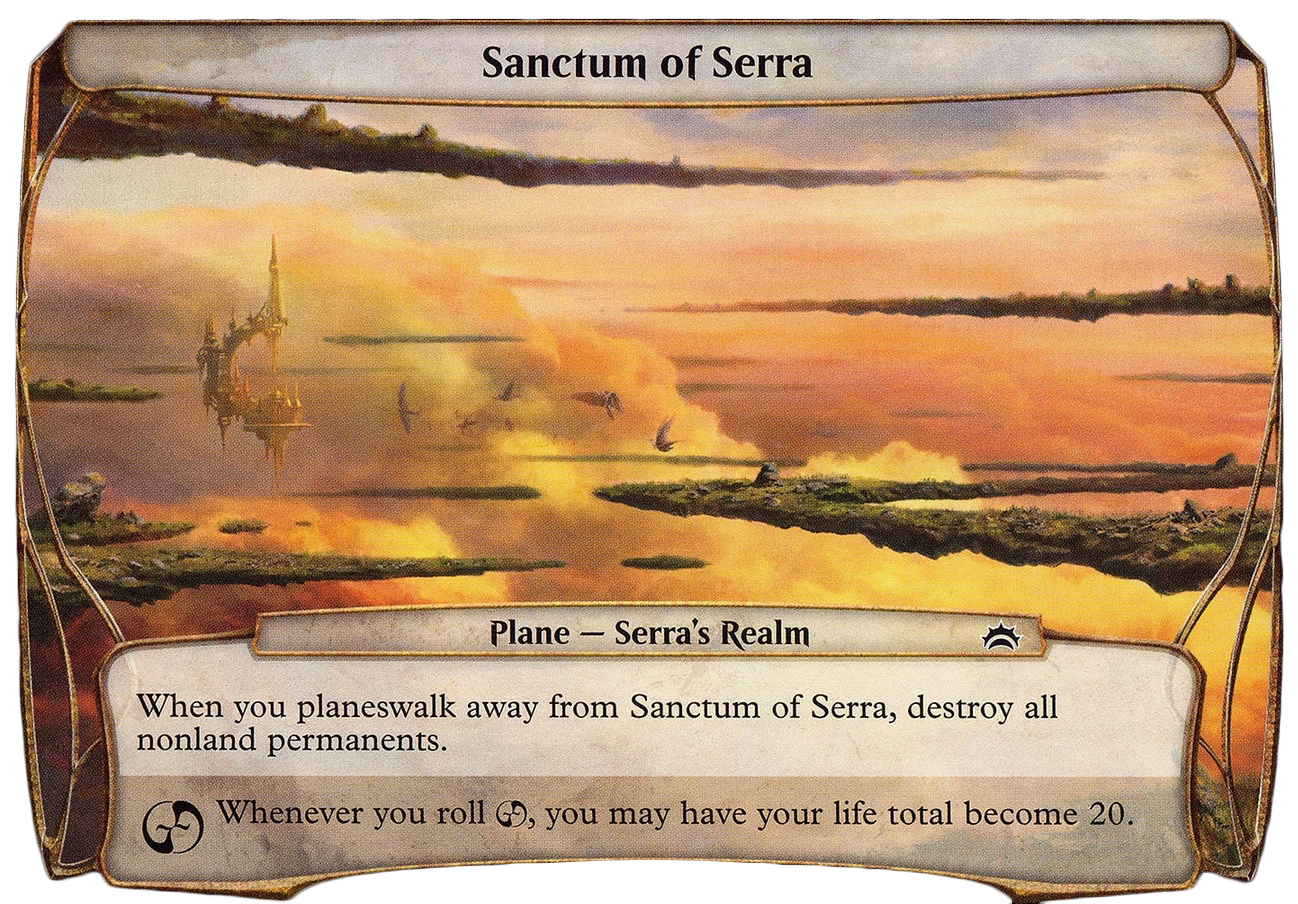 Sanctum of Serra
Plane — Serra's Realm
When you planeswalk away from Sanctum of Serra, destroy all
nonland permanents.
Whenever you roll , you may have your life total become 20.